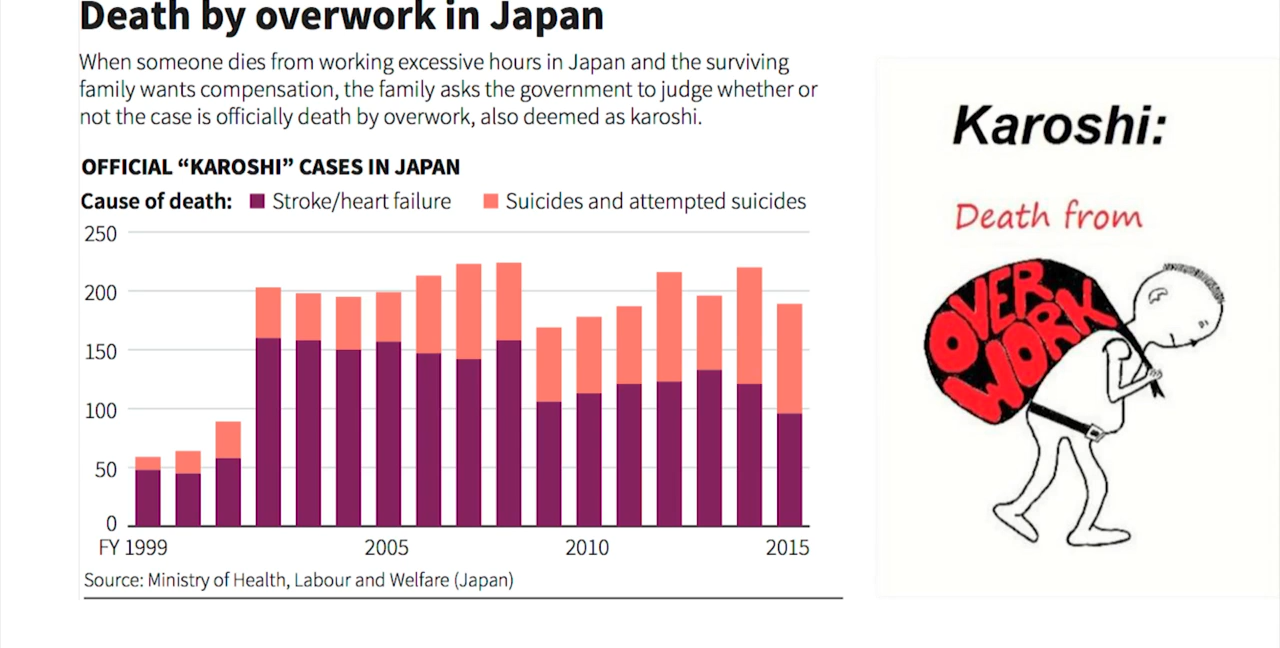 Death by overwork in Japan
When someone dies from working excessive hours in Japan and the surviving
family wants compensation, the family asks the government to judge whether or
not the case is officially death by overwork, also deemed as karoshi.
OFFICIAL “KAROSHI” CASES IN JAPAN
Cause of death: Stroke/heart failure Suicides and attempted suicides
250
200
150
100
50
0
FY 1999 2005 2010 2015
Source: Ministry of Health, Labour and Welfare (Japan)
Karoshi:
Death from
OVER
WORK